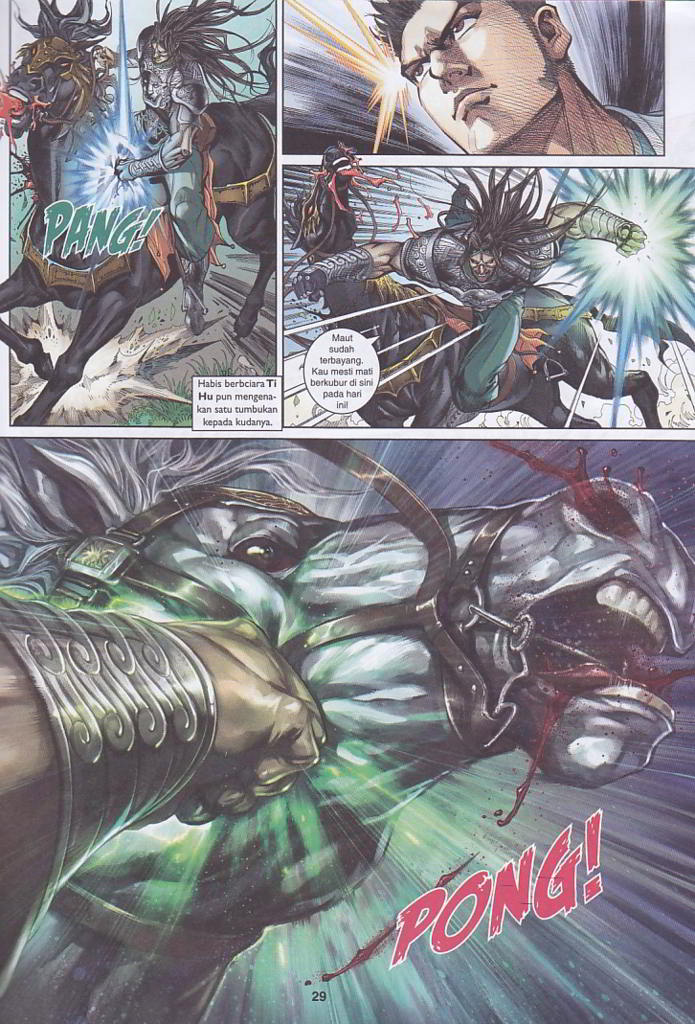 PANG!
Habis berbciara Ti
Hu pun mengena-
kan satu tumbukan
kepada kudanya.
Maut
sudah
terbayang.
Kau mesti mati
berkubur di sini
pada hari
ini!
PONG!
29